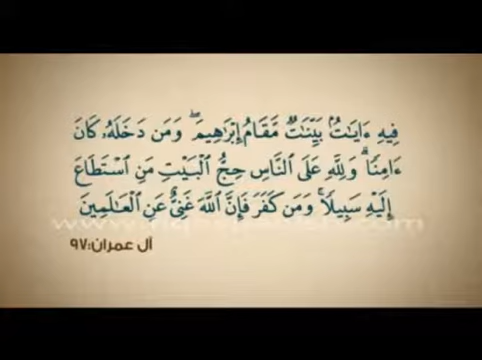 فِيهِ ءَايَٰتٌۢ بَيِّنَٰتٌ مَّقَامُ إِبْرَٰهِيمَ ۖ وَمَن دَخَلَهُۥ كَانَ
ءَامِنًا ۗ وَلِلَّهِ عَلَى ٱلنَّاسِ حِجُّ ٱلْبَيْتِ مَنِ ٱسْتَطَاعَ
إِلَيْهِ سَبِيلًا ۚ وَمَن كَفَرَ فَإِنَّ ٱللَّهَ غَنِىٌّ عَنِ ٱلْعَٰلَمِينَ
آل عمران:٩٧